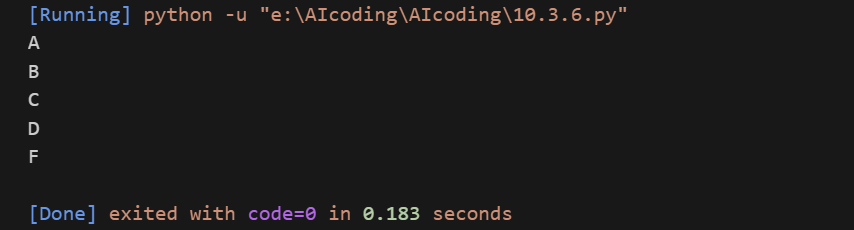 [Running] python -u "e:\AIcoding\AIcoding\10.3.6.py"
A
B
C
D
F
[Done] exited with code=0 in 0.183 seconds